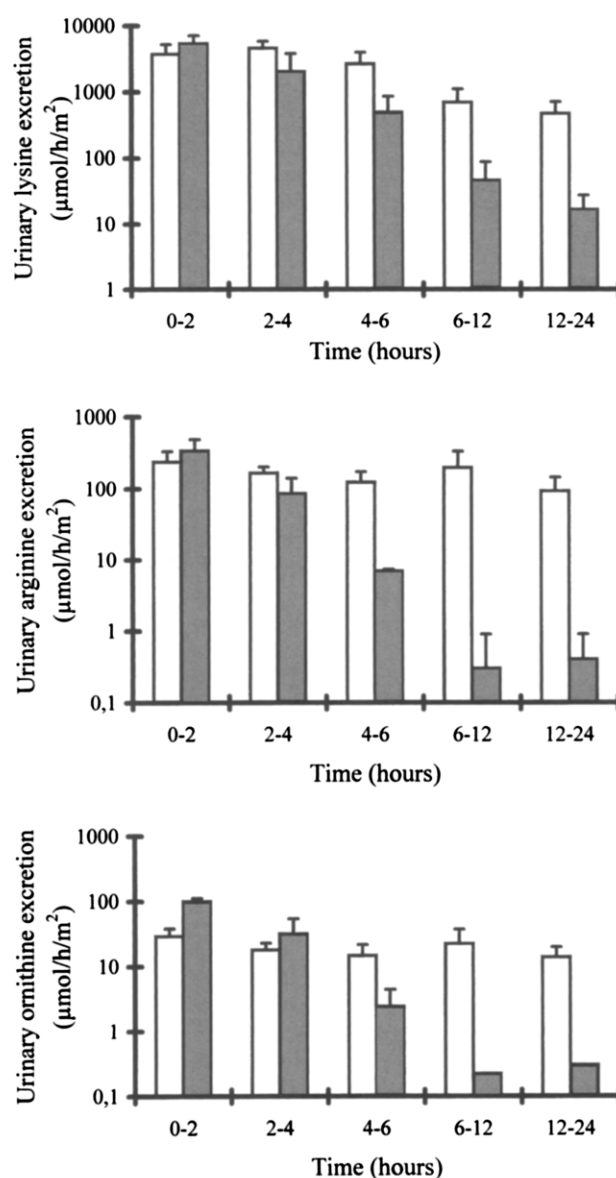 Urinary lysine excretion
(µmol/h/m²)
10000
1000
100
10
1
0-2 2-4 4-6 6-12 12-24
Time (hours)
Urinary arginine excretion
(µmol/h/m²)
1000
100
10
1
0,1
0-2 2-4 4-6 6-12 12-24
Time (hours)
Urinary ornithine excretion
(µmol/h/m²)
1000
100
10
1
0,1
0-2 2-4 4-6 6-12 12-24
Time (hours)